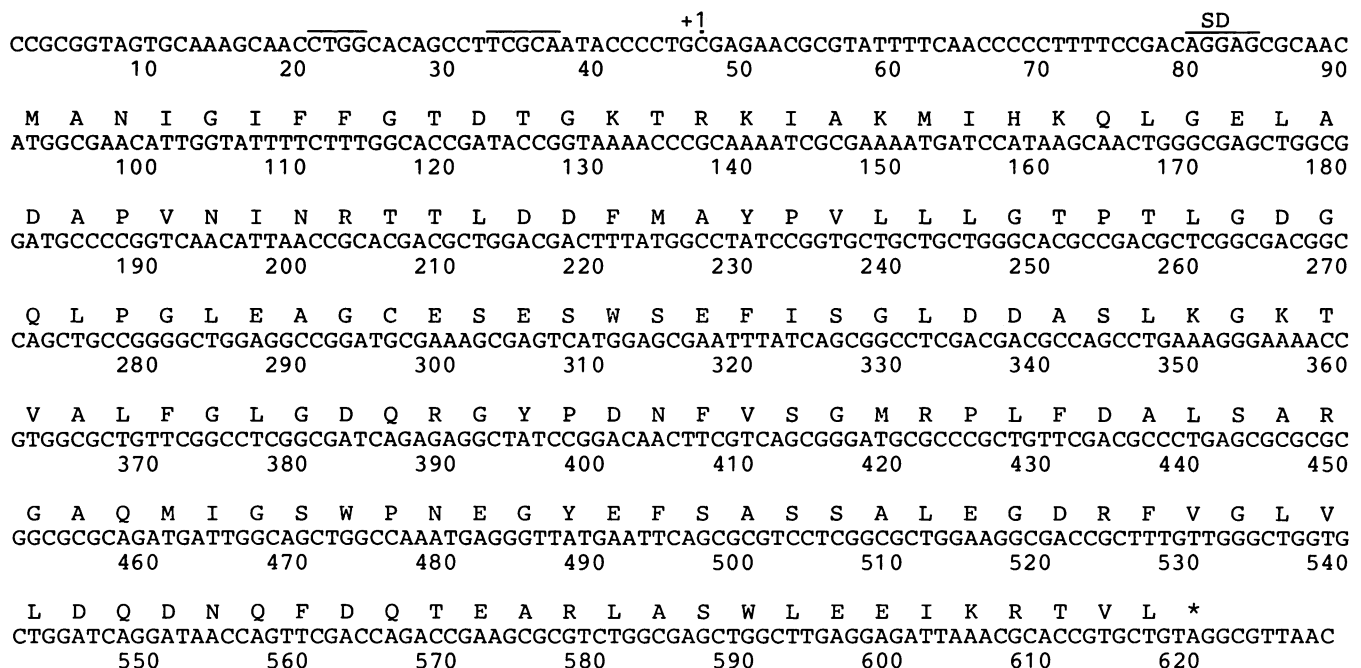 +1 SD
CCGCGGTAGTGCAAAGCAACCTGGCACAGCCTTCGCAATACCCCTGCGAGAACGCGTATTTTCAACCCCCTTTTCCGACAGGAGCGCAAC
10 20 30 40 50 60 70 80 90
M A N I G I F F G T D T G K T R K I A K M I H K Q L G E L A
ATGGCGAACATTGGTATTTTCTTTGGCACCGATACCGGTAAAACCCGCAAAATCGCGAAAATGATCCATAAGCAACTGGGCGAGCTGGCG
100 110 120 130 140 150 160 170 180
D A P V N I N R T T L D D F M A Y P V L L L G T P T L G D G
GATGCCCCGGTCAACATTAACCGCACGACGCTGGACGACTTTATGGCCTATCCGGTGCTGCTGCTGGGCACGCCGACGCTCGGCGACGGC
190 200 210 220 230 240 250 260 270
Q L P G L E A G C E S E S W S E F I S G L D D A S L K G K T
CAGCTGCCGGGGCTGGAGGCCGGATGCGAAAGCGAGTCATGGAGCGAATTTATCAGCGGCCTCGACGACGCCAGCCTGAAAGGGAAAACC
280 290 300 310 320 330 340 350 360
V A L F G L G D Q R G Y P D N F V S G M R P L F D A L S A R
GTGGCGCTGTTCGGCCTCGGCGATCAGAGAGGCTATCCGGACAACTTCGTCAGCGGGATGCGCCCGCTGTTCGACGCCCTGAGCGCGCGC
370 380 390 400 410 420 430 440 450
G A Q M I G S W P N E G Y E F S A S S A L E G D R F V G L V
GGCGCGCAGATGATTGGCAGCTGGCCAAATGAGGGTTATGAATTCAGCGCGTCCTCGGCGCTGGAAGGCGACCGCTTTGTTGGGCTGGTG
460 470 480 490 500 510 520 530 540
L D Q D N Q F D Q T E A R L A S W L E E I K R T V L *
CTGGATCAGGATAACCAGTTCGACCAGACCGAAGCGCGTCTGGCGAGCTGGCTTGAGGAGATTAAACGCACCGTGCTGTAGGCGTTAAC
550 560 570 580 590 600 610 620